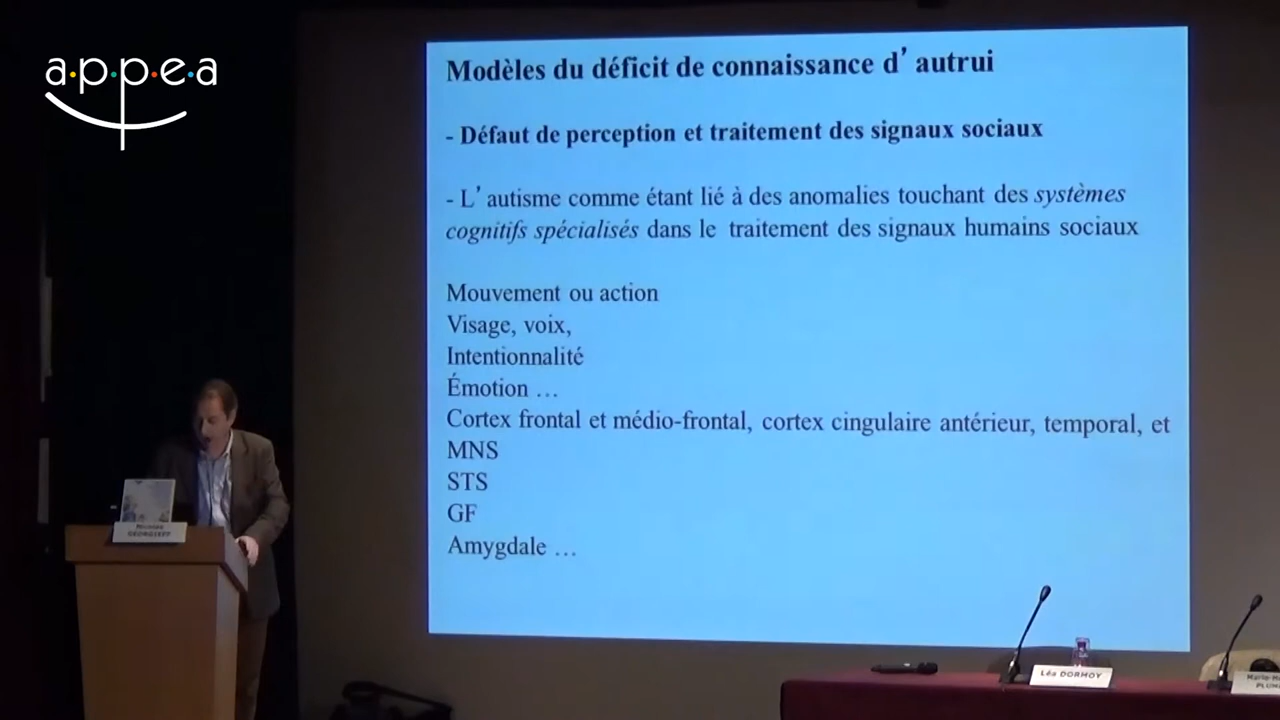 a·p·p·e·a
Modèles du déficit de connaissance d’ autrui
- Défaut de perception et traitement des signaux sociaux
- L’ autisme comme étant lié à des anomalies touchant des systèmes
cognitifs spécialisés dans le traitement des signaux humains sociaux
Mouvement ou action
Visage, voix,
Intentionnalité
Émotion …
Cortex frontal et médio-frontal, cortex cingulaire antérieur, temporal, et
MNS
STS
GF
Amygdale …
Nicolas
GEORGIEFF
Léa DORMOY